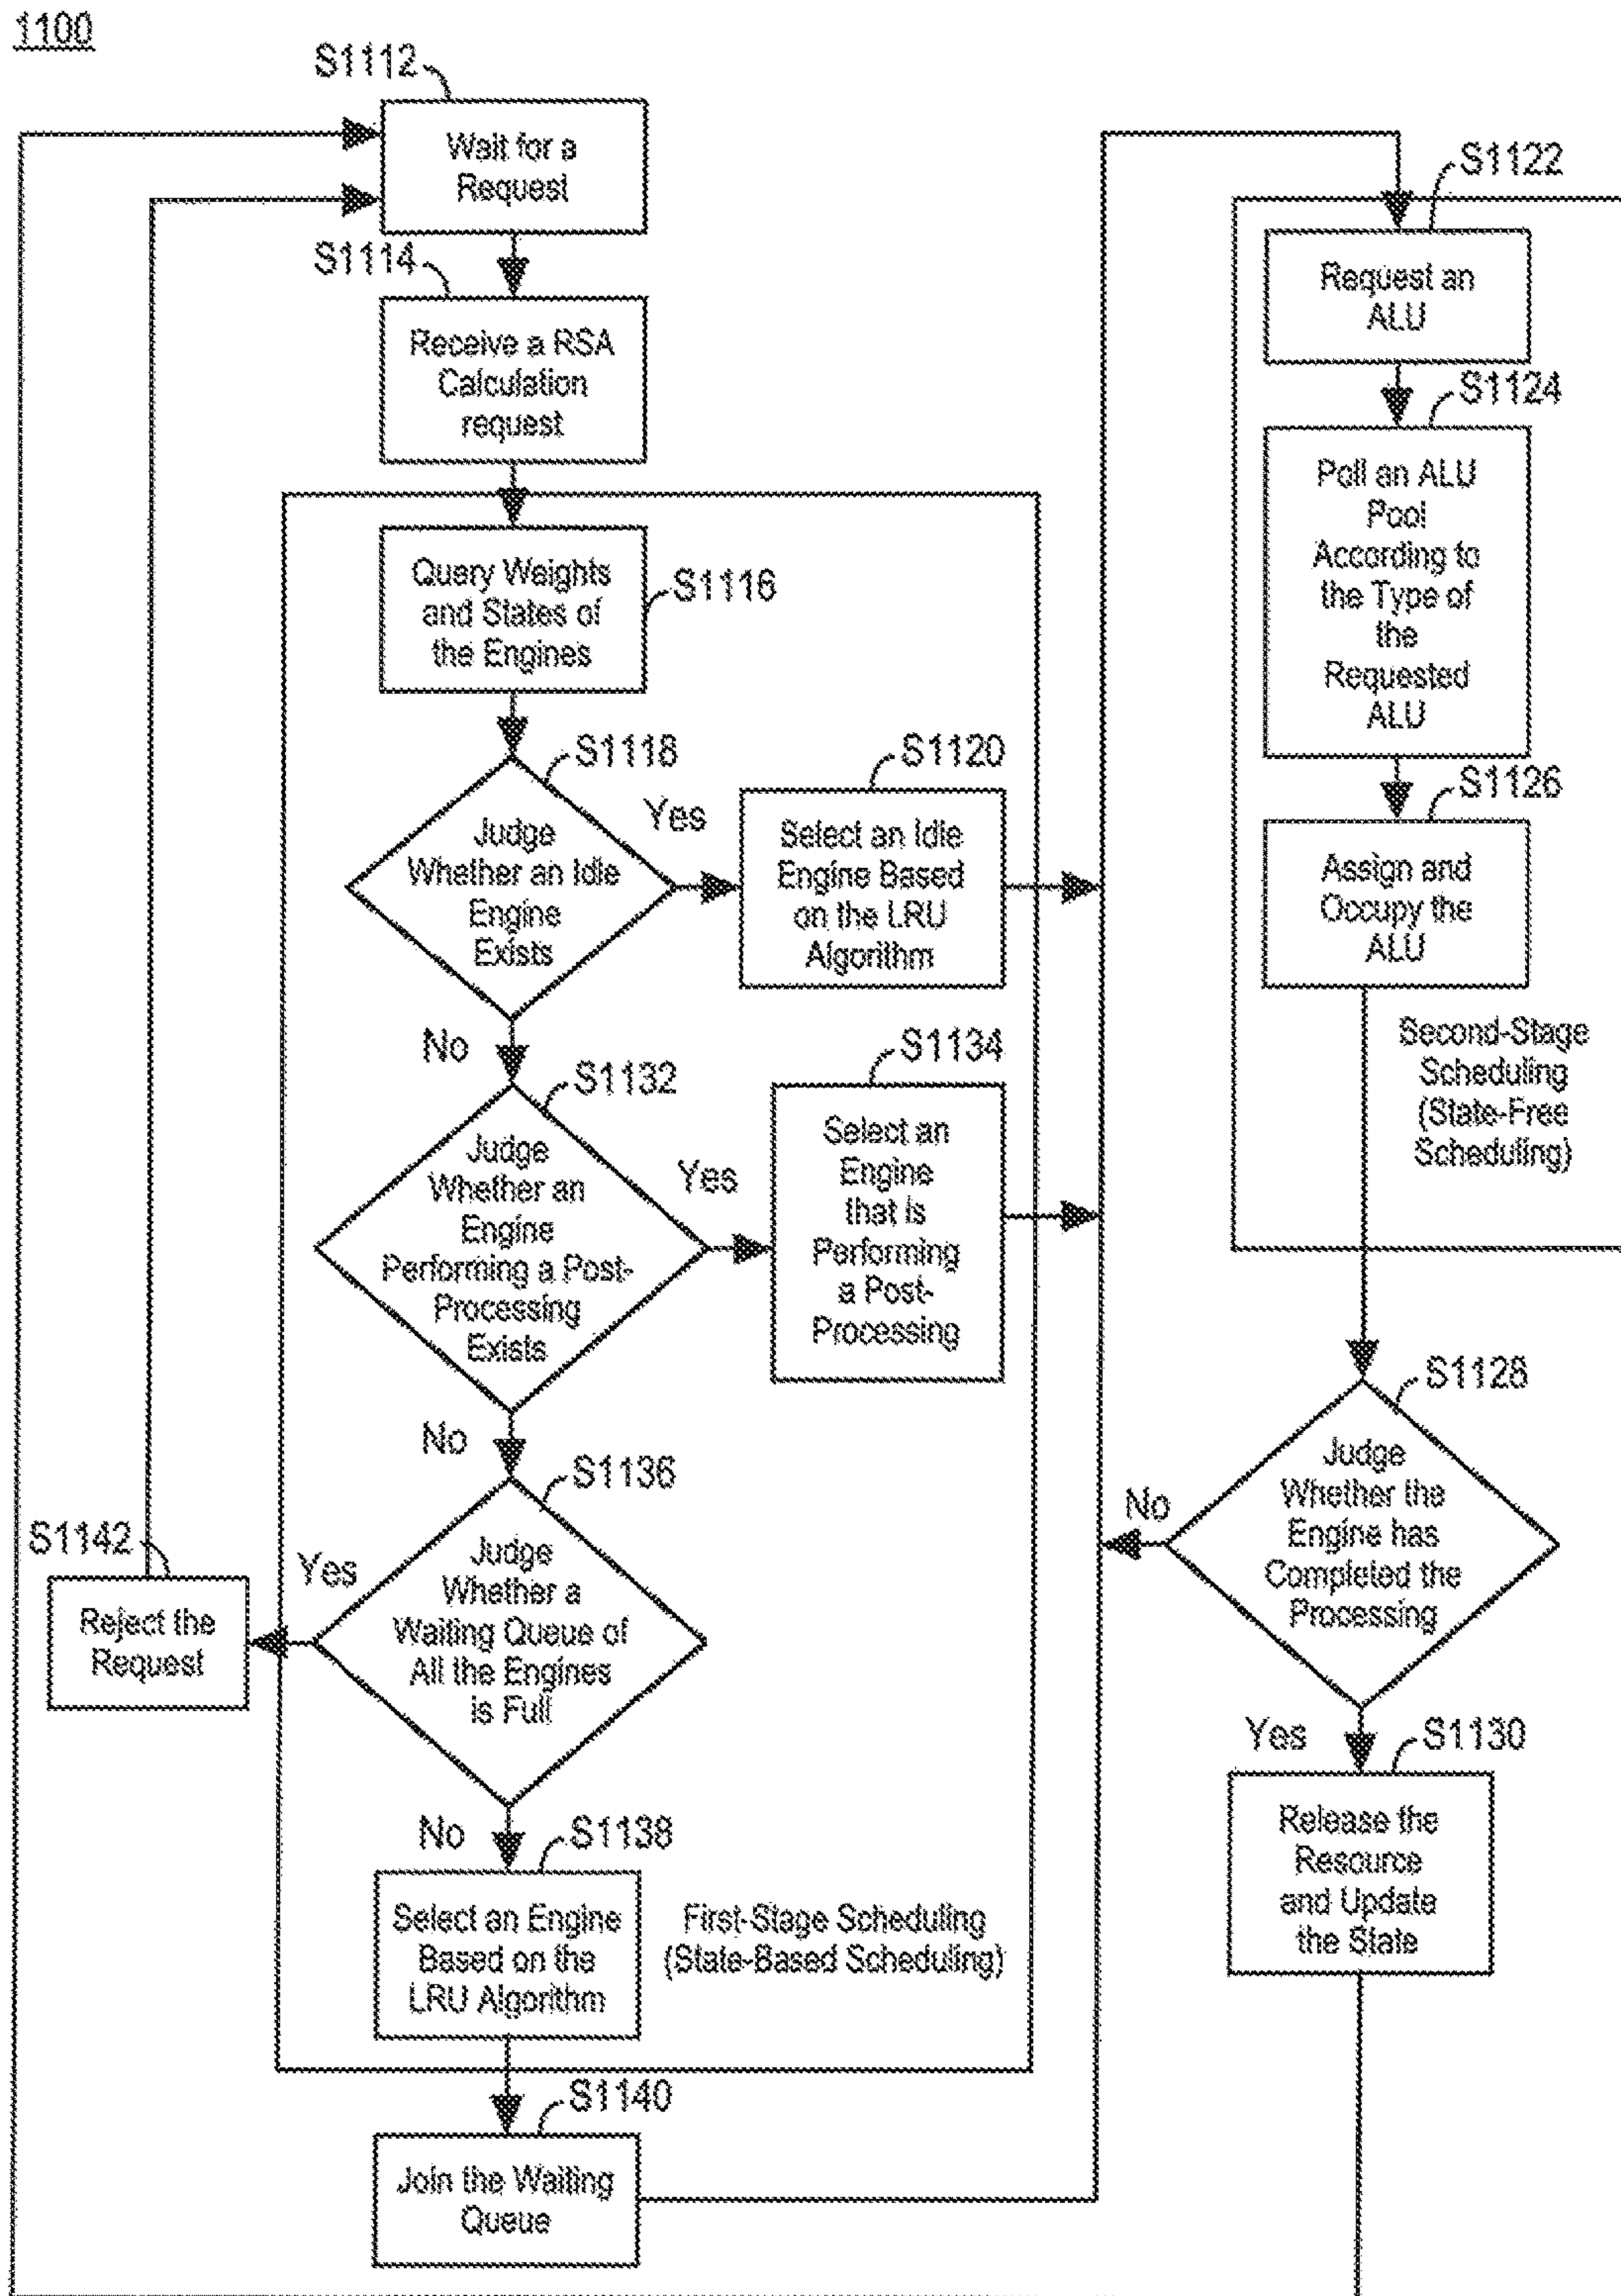 1100
S1112
Wait for a
Request
S1114
Receive a RSA
Calculation
request
Query Weights
and States of
the Engines
S1116
S1118
Judge
Whether an Idle
Engine
Exists
Yes
S1120
Select an Idle
Engine Based
on the LRU
Algorithm
No
S1132
Judge
Whether an
Engine
Performing a Post-
Processing
Exists
Yes
S1134
Select an
Engine
that is
Performing
a Post-
Processing
No
S1136
Judge
Whether a
Waiting Queue of
All the Engines
is Full
Yes
S1142
Reject the
Request
No
S1138
Select an Engine
Based on the
LRU Algorithm
First-Stage Scheduling
(State-Based Scheduling)
S1140
Join the Waiting
Queue
S1122
Request an
ALU
S1124
Poll an ALU
Pool
According to
the Type of
the
Requested
ALU
S1126
Assign and
Occupy the
ALU
Second-Stage
Scheduling
(State-Free
Scheduling)
S1128
Judge
Whether the
Engine has
Completed the
Processing
No
Yes
S1130
Release the
Resource
and Update
the State